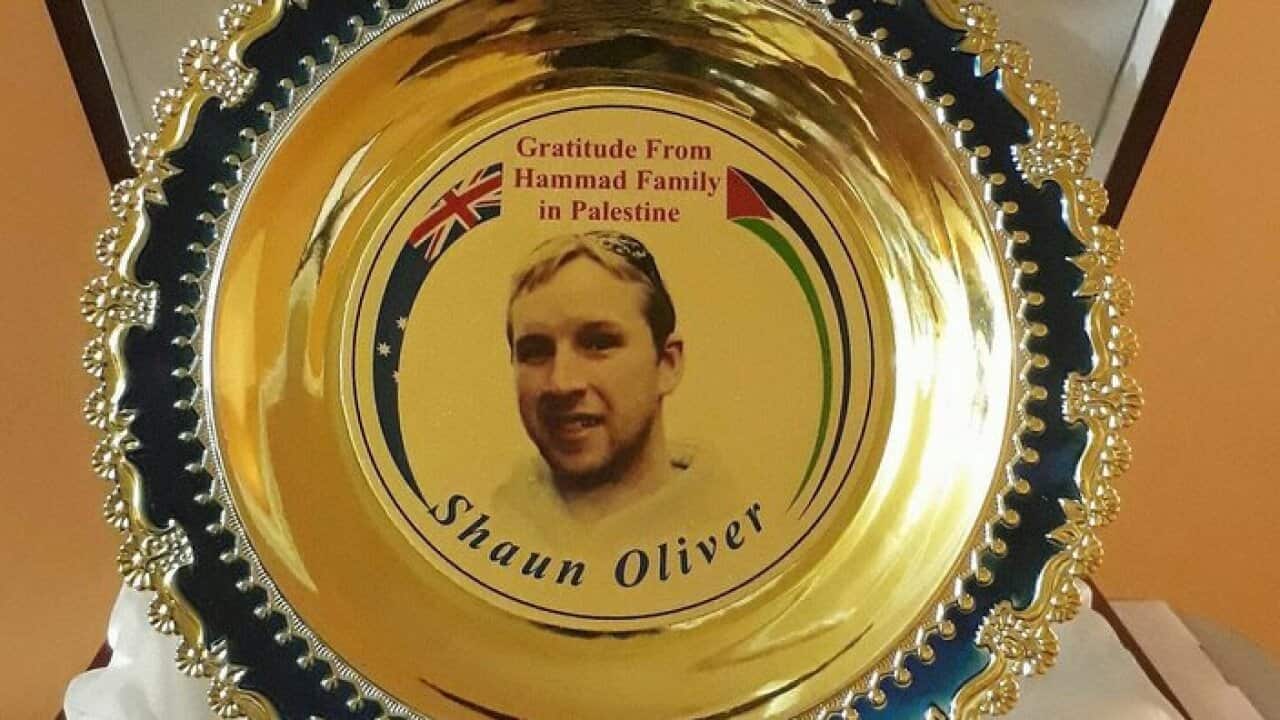 Gratitude From
Hammad Family
in Palestine
Shaun Oliver